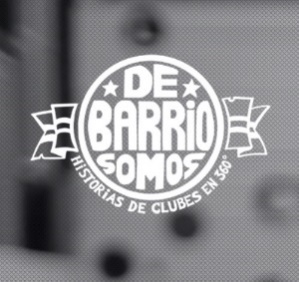 DE
BARRIO
SOMOS
HISTORIAS DE CLUBES EN 360°